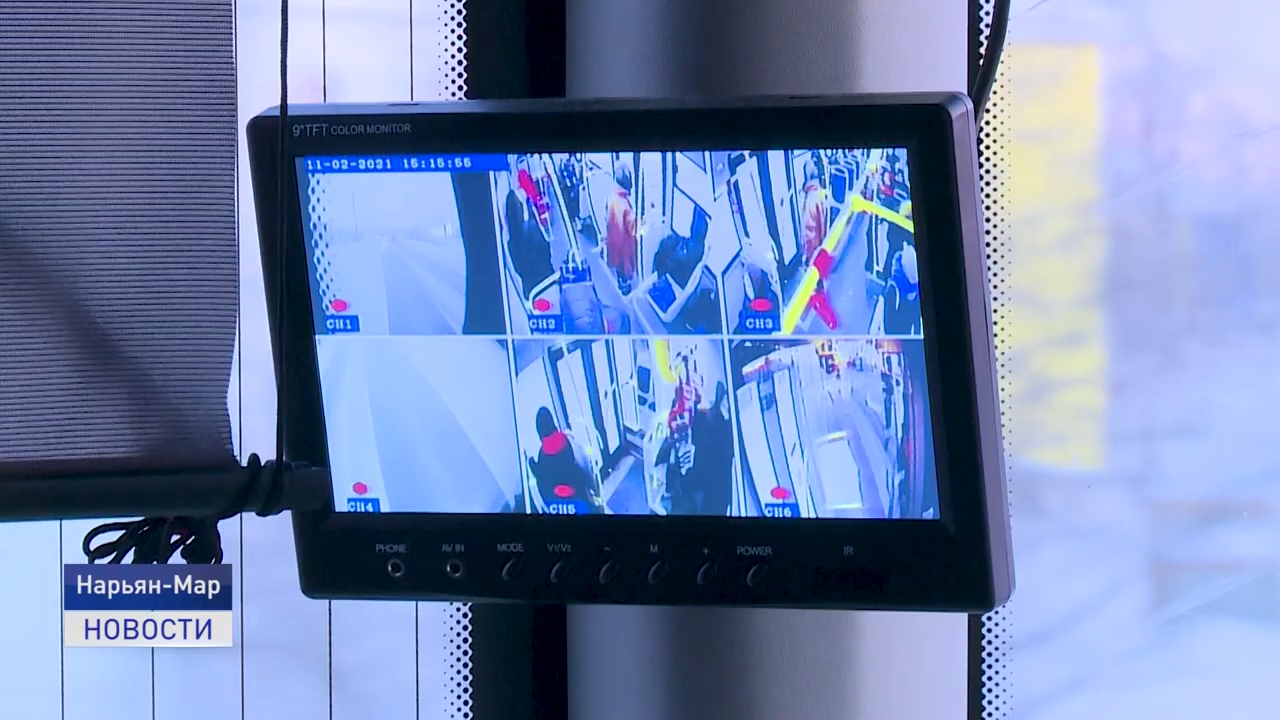 9"TFT COLOR MONITOR
11-02-2021 15:15:55
CH1
CH2
CH3
CH4
CH5
CH6
PHONE AV IN MODE V1/V2 − M + POWER IR
Нарьян-Мар
НОВОСТИ